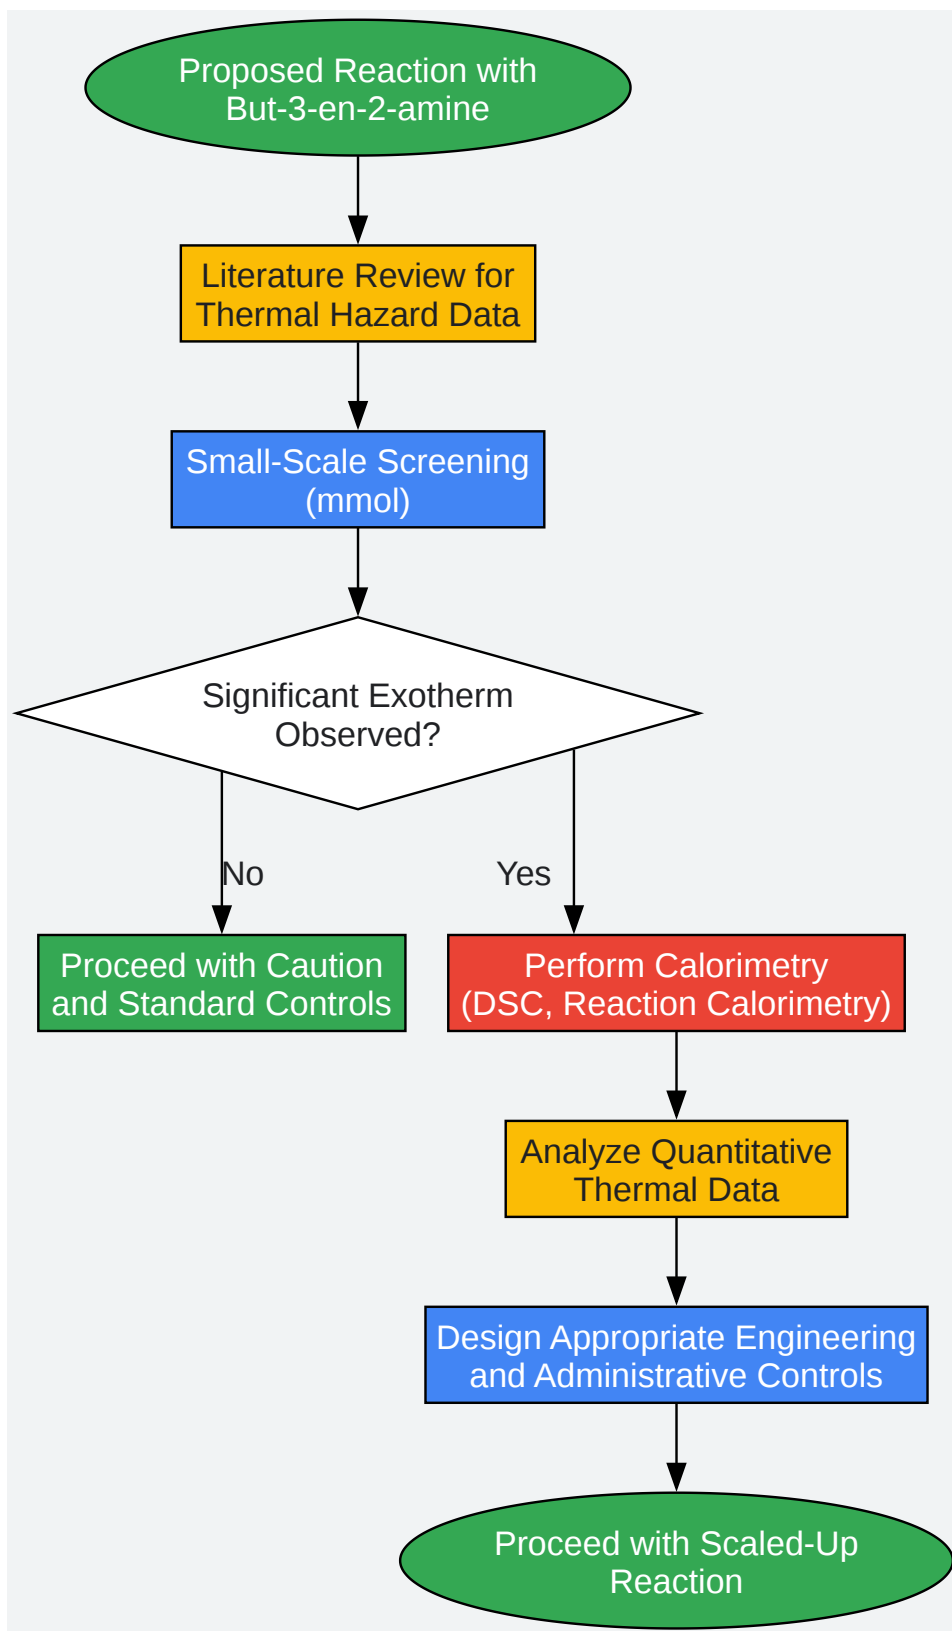 Proposed Reaction with
But-3-en-2-amine
Literature Review for
Thermal Hazard Data
Small-Scale Screening
(mmol)
Significant Exotherm
Observed?
No
Yes
Proceed with Caution
and Standard Controls
Perform Calorimetry
(DSC, Reaction Calorimetry)
Analyze Quantitative
Thermal Data
Design Appropriate Engineering
and Administrative Controls
Proceed with Scaled-Up
Reaction